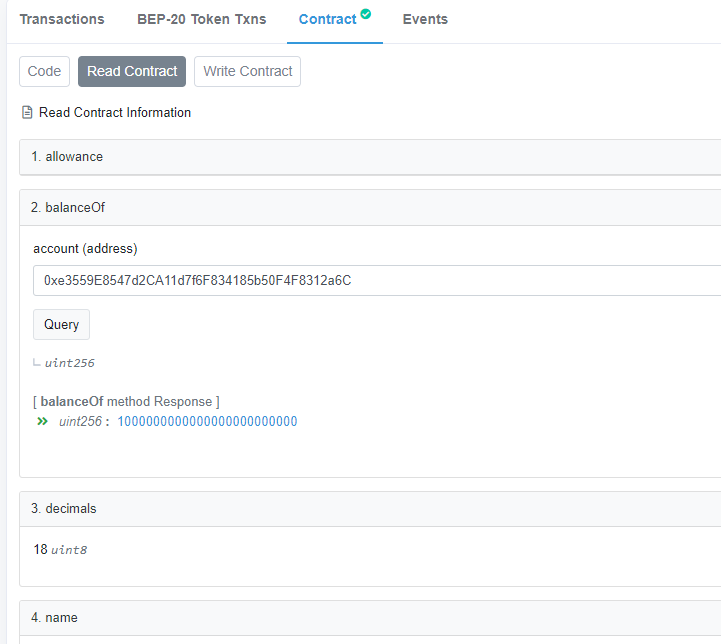 Transactions BEP-20 Token Txns Contract Events
Code Read Contract Write Contract
Read Contract Information
1. allowance
2. balanceOf
account (address)
0xe3559E8547d2CA11d7f6F834185b50F4F8312a6C
Query
uint256
[ balanceOf method Response ]
uint256 : 1000000000000000000000000
3. decimals
18 uint8
4. name